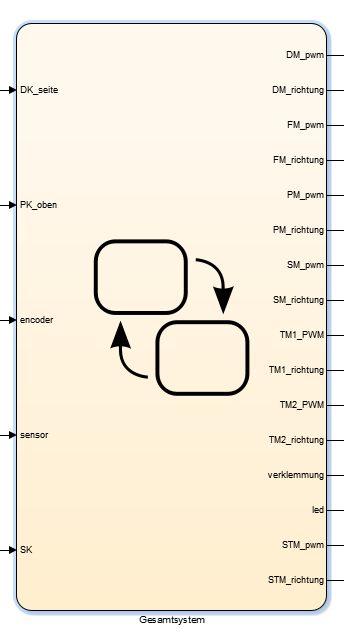 DM_pwm
DK_seite
DM_richtung
FM_pwm
FM_richtung
PM_pwm
PK_oben
PM_richtung
SM_pwm
SM_richtung
encoder
TM1_PWM
TM1_richtung
TM2_PWM
sensor
TM2_richtung
verklemmung
led
SK
STM_pwm
STM_richtung
Gesamtsystem